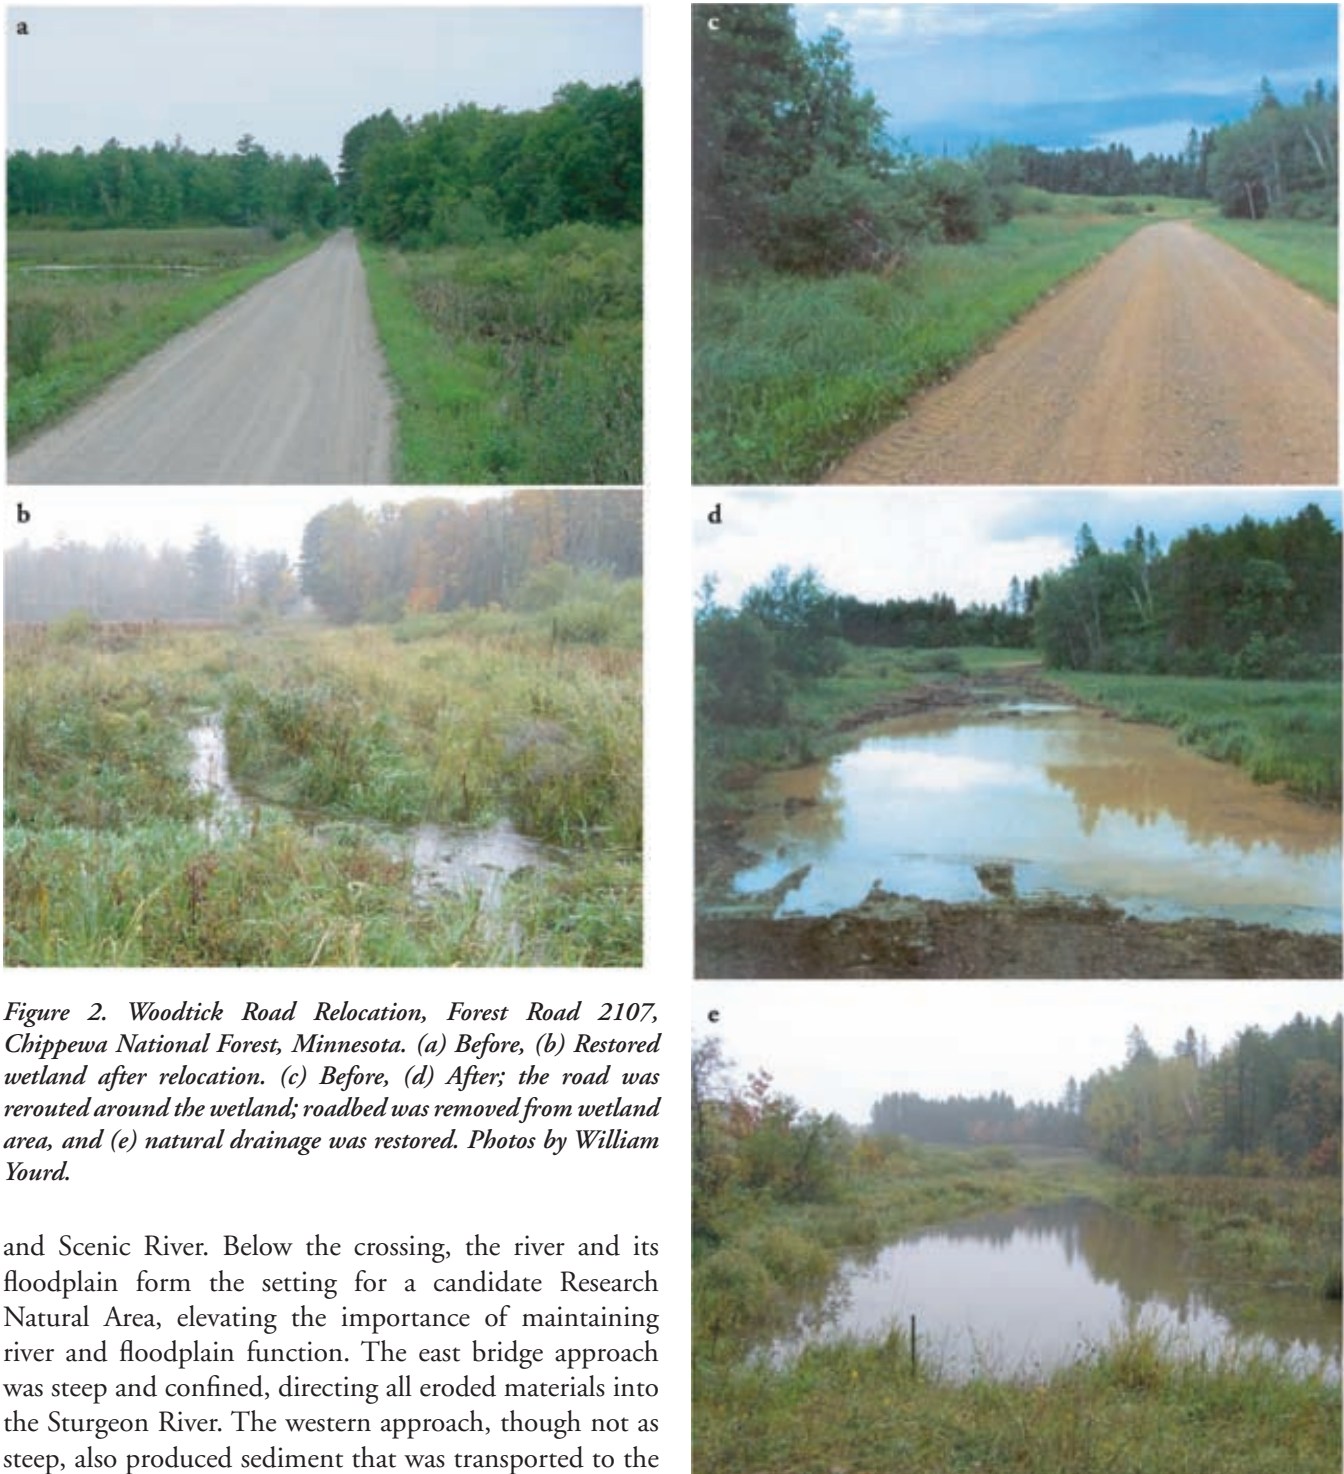 a
b
Figure 2. Woodtick Road Relocation, Forest Road 2107,
Chippewa National Forest, Minnesota. (a) Before, (b) Restored
wetland after relocation. (c) Before, (d) After; the road was
rerouted around the wetland; roadbed was removed from wetland
area, and (e) natural drainage was restored. Photos by William
Yourd.
and Scenic River. Below the crossing, the river and its
floodplain form the setting for a candidate Research
Natural Area, elevating the importance of maintaining
river and floodplain function. The east bridge approach
was steep and confined, directing all eroded materials into
the Sturgeon River. The western approach, though not as
steep, also produced sediment that was transported to the
c
d
e